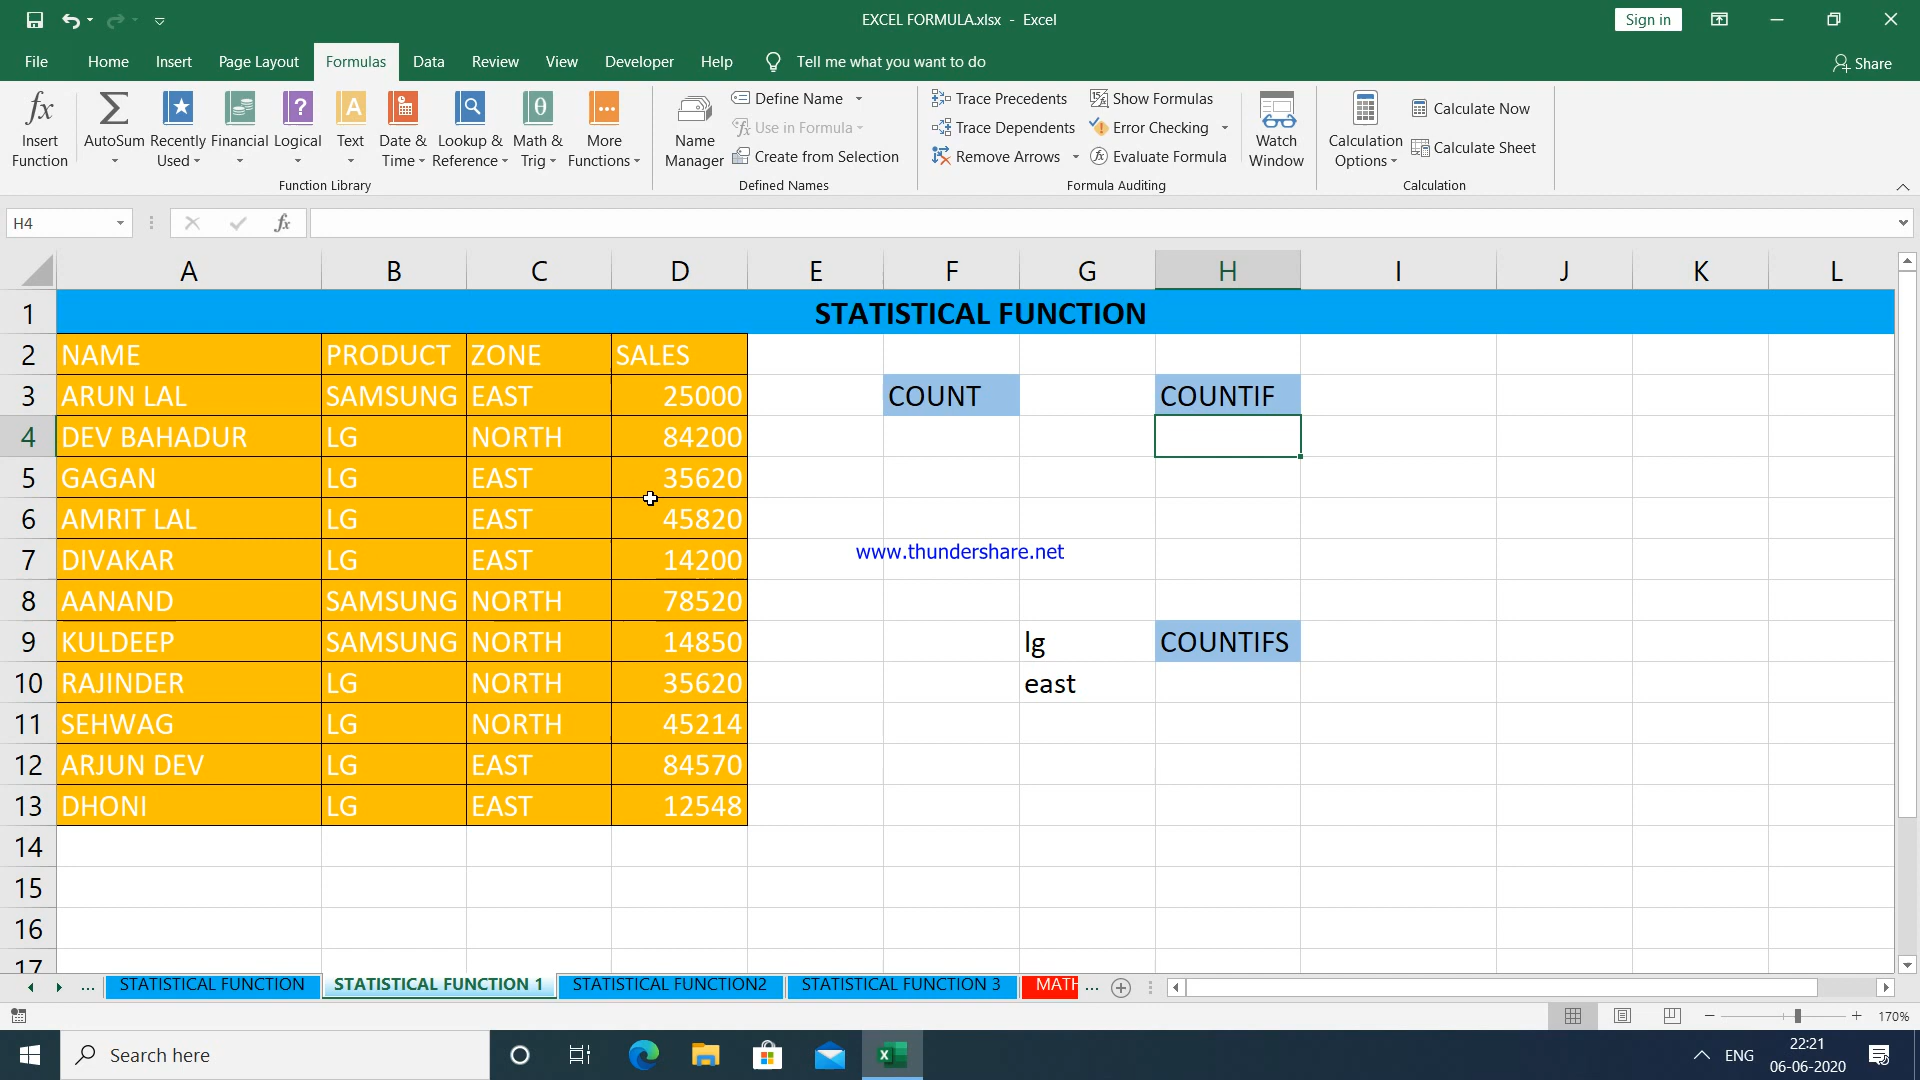 EXCEL FORMULA.xlsx - Excel
Sign in
File Home Insert Page Layout Formulas Data Review View Developer Help Tell me what you want to do
Share
Insert Function
AutoSum
Recently Used
Financial
Logical
Text
Date & Time
Lookup & Reference
Math & Trig
More Functions
Function Library
Name Manager
Define Name
Use in Formula
Create from Selection
Defined Names
Trace Precedents
Trace Dependents
Remove Arrows
Show Formulas
Error Checking
Evaluate Formula
Formula Auditing
Watch Window
Calculation Options
Calculate Now
Calculate Sheet
Calculation
H4
fx
A B C D E F G H I J K L
1 STATISTICAL FUNCTION
2 NAME PRODUCT ZONE SALES
3 ARUN LAL SAMSUNG EAST 25000 COUNT COUNTIF
4 DEV BAHADUR LG NORTH 84200
5 GAGAN LG EAST 35620
6 AMRIT LAL LG EAST 45820
7 DIVAKAR LG EAST 14200
www.thundershare.net
8 AANAND SAMSUNG NORTH 78520
9 KULDEEP SAMSUNG NORTH 14850 lg COUNTIFS
10 RAJINDER LG NORTH 35620 east
11 SEHWAG LG NORTH 45214
12 ARJUN DEV LG EAST 84570
13 DHONI LG EAST 12548
14
15
16
17
... STATISTICAL FUNCTION STATISTICAL FUNCTION 1 STATISTICAL FUNCTION2 STATISTICAL FUNCTION 3 MATH ...
170%
Search here
ENG
22:21
06-06-2020